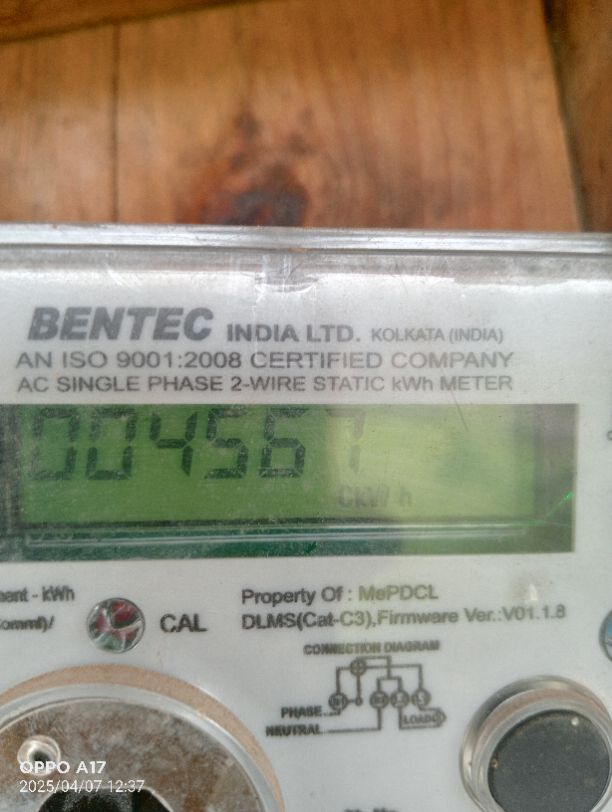 BENTEC INDIA LTD. KOLKATA (INDIA)
AN ISO 9001:2008 CERTIFIED COMPANY
AC SINGLE PHASE 2-WIRE STATIC kWh METER
004567
CkWh
ment - kWh
Property Of : MePDCL
CAL
DLMS(Cat-C3),Firmware Ver.:V01.1.8
CONNECTION DIAGRAM
PHASE
LOAD
NEUTRAL
OPPO A17
2025/04/07 12:37